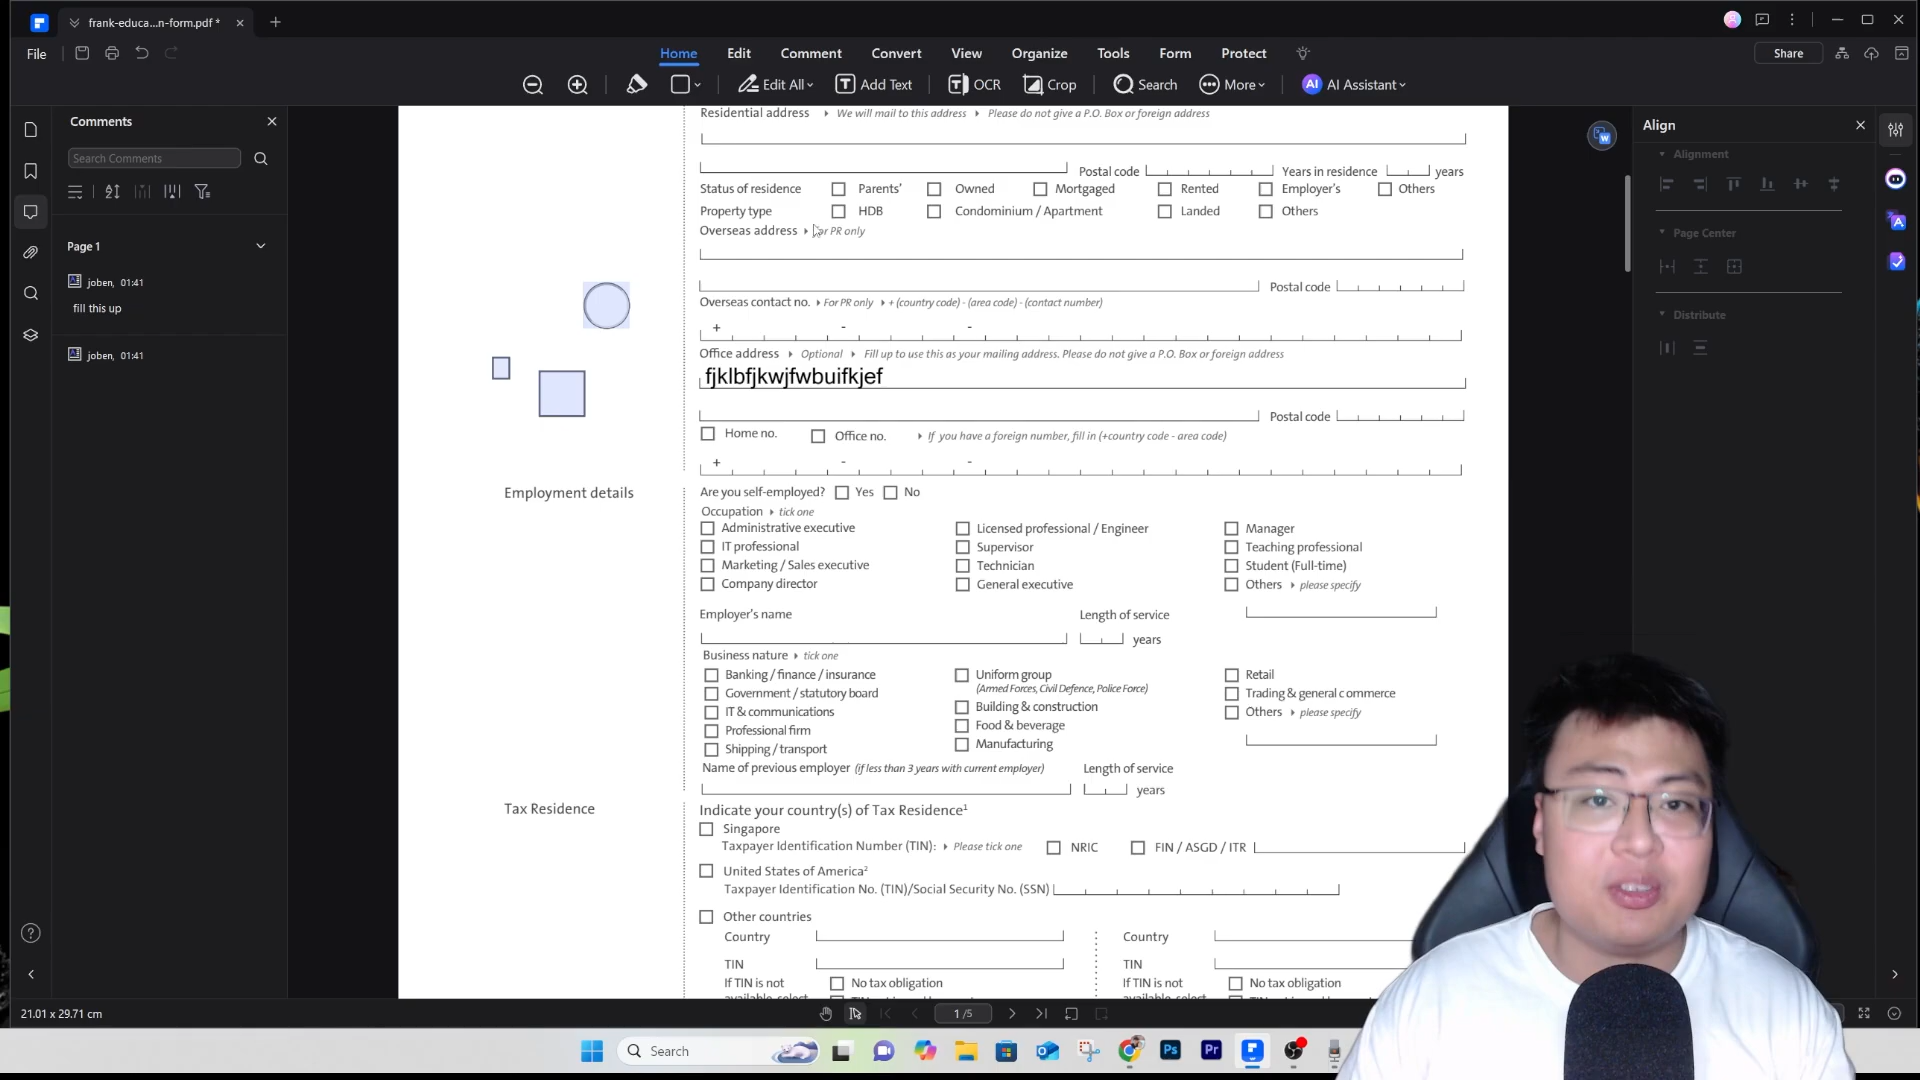 frank-educa...n-form.pdf *
File
Home Edit Comment Convert View Organize Tools Form Protect
Share
Edit All Add Text OCR Crop Search More AI AI Assistant
Comments
Search Comments
Page 1
joben, 01:41
fill this up
joben, 01:41
Align
Alignment
Page Center
Distribute
Residential address We will mail to this address Please do not give a P.O. Box or foreign address
Postal code Years in residence years
Status of residence Parents' Owned Mortgaged Rented Employer's Others
Property type HDB Condominium / Apartment Landed Others
Overseas address For PR only
Postal code
Overseas contact no. For PR only + (country code) - (area code) - (contact number)
+ - -
Office address Optional Fill up to use this as your mailing address. Please do not give a P.O. Box or foreign address
fjklbfjkwjfwbuifkjef
Postal code
Home no. Office no. If you have a foreign number, fill in (+country code - area code)
+ - -
Employment details
Are you self-employed? Yes No
Occupation tick one
Administrative executive Licensed professional / Engineer Manager
IT professional Supervisor Teaching professional
Marketing / Sales executive Technician Student (Full-time)
Company director General executive Others please specify
Employer's name Length of service
years
Business nature tick one
Banking / finance / insurance Uniform group Retail
(Armed Forces, Civil Defence, Police Force)
Government / statutory board Trading & general c ommerce
IT & communications Building & construction Others please specify
Professional firm Food & beverage
Shipping / transport Manufacturing
Name of previous employer (if less than 3 years with current employer) Length of service
years
Tax Residence
Indicate your country(s) of Tax Residence¹
Singapore
Taxpayer Identification Number (TIN): Please tick one NRIC FIN / ASGD / ITR
United States of America²
Taxpayer Identification No. (TIN)/Social Security No. (SSN)
Other countries
Country Country
TIN TIN
If TIN is not No tax obligation If TIN is not No tax obligation
available, select available, select
21.01 x 29.71 cm
1 /5
Search
Ps
Pr